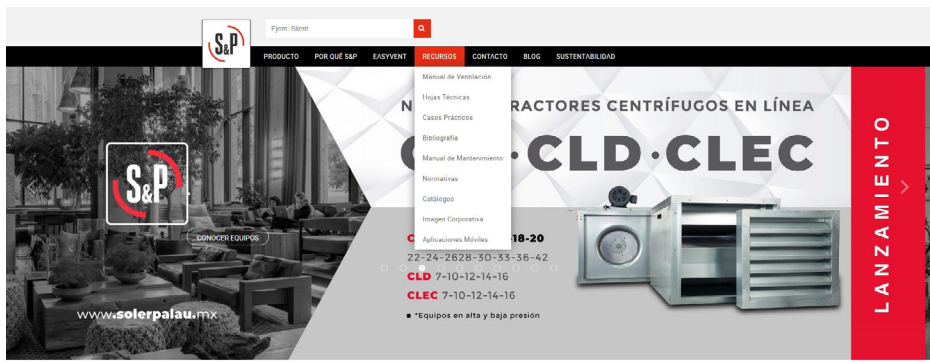 S&P
Ejem. Silent
PRODUCTO POR QUÉ S&P EASYVENT RECURSOS CONTACTO BLOG SUSTENTABILIDAD
Manual de Ventilación
Hojas Técnicas
Casos Prácticos
Bibliografía
Manual de Mantenimiento
Normativas
Catálogos
Imagen Corporativa
Aplicaciones Móviles
N RACTORES CENTRÍFUGOS EN LÍNEA
·CLD·CLEC
S&P
CONOCER EQUIPOS
www.solerpalau.mx
18-20
22-24-2628-30-33-36-42
CLD 7-10-12-14-16
CLEC 7-10-12-14-16
*Equipos en alta y baja presión
LANZAMIENTO